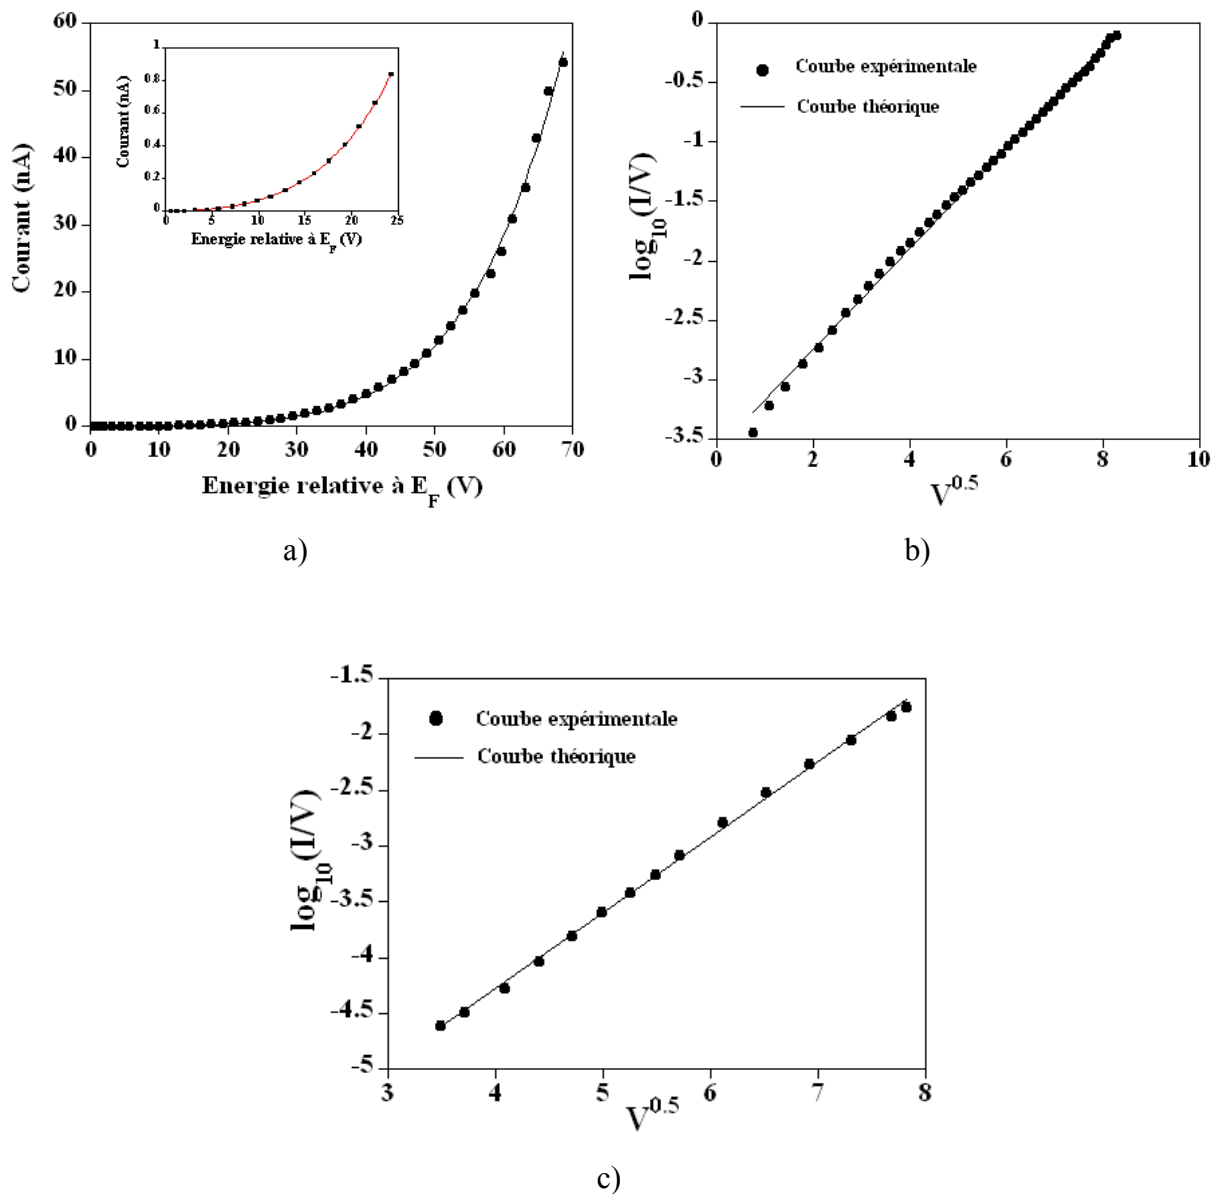 60
50
40
30
20
10
0
Courant (nA)
0 10 20 30 40 50 60 70
Energie relative à E_F (V)
1
0.8
0.6
0.4
0.2
0
Courant (nA)
0 5 10 15 20 25
Energie relative à E_F (V)
a)
0
-0.5
-1
-1.5
-2
-2.5
-3
-3.5
log10(I/V)
Courbe expérimentale
Courbe théorique
0 2 4 6 8 10
V^0.5
b)
-1.5
-2
-2.5
-3
-3.5
-4
-4.5
-5
log10(I/V)
Courbe expérimentale
Courbe théorique
3 4 5 6 7 8
V^0.5
c)